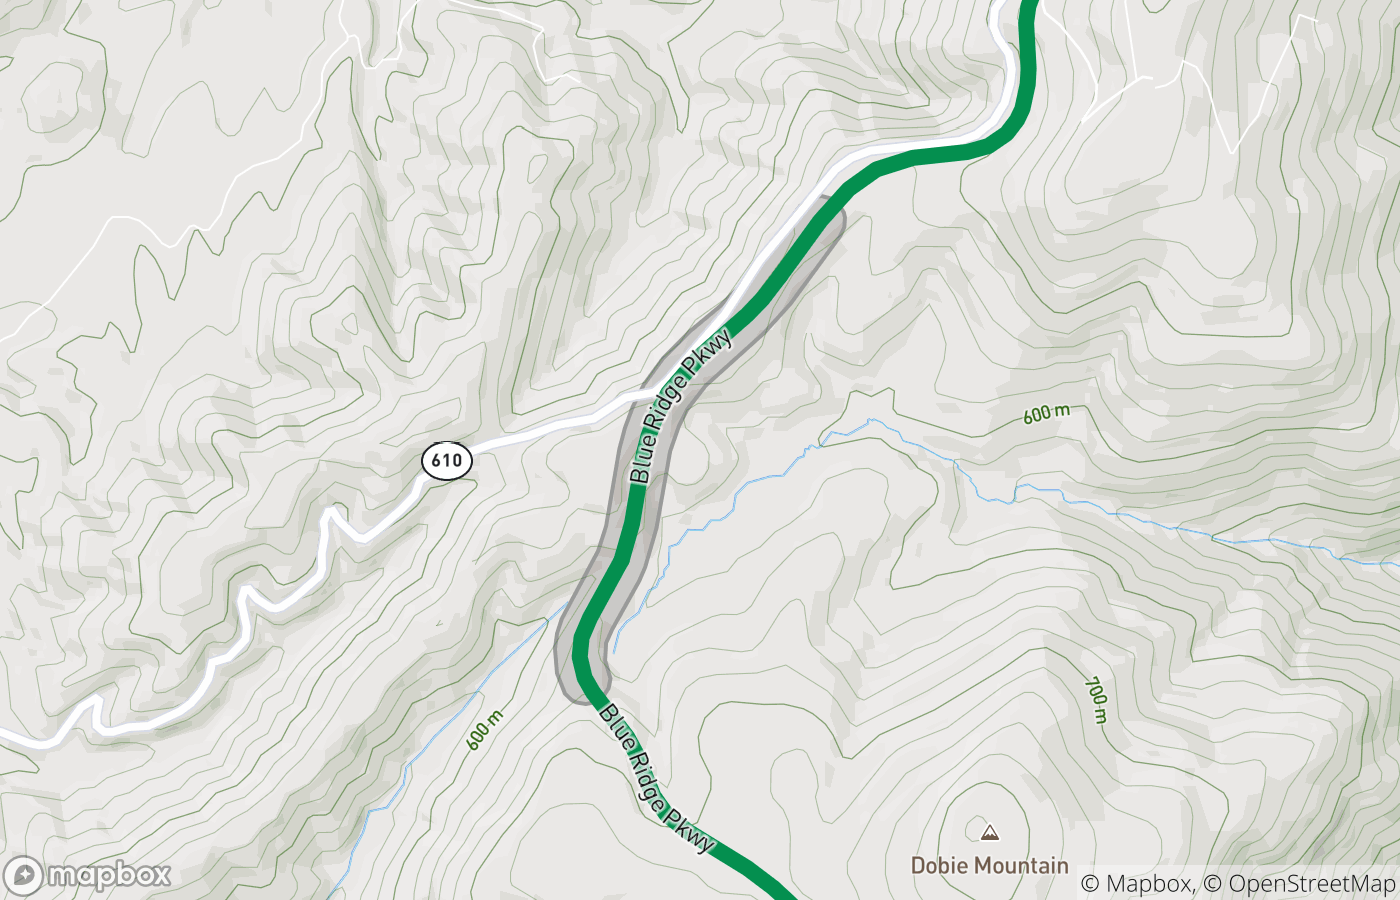 Blue Ridge Pkwy
600 m
610
700 m
600 m
Blue Ridge Pkwy
Dobie Mountain
mapbox
© Mapbox, © OpenStreetMap